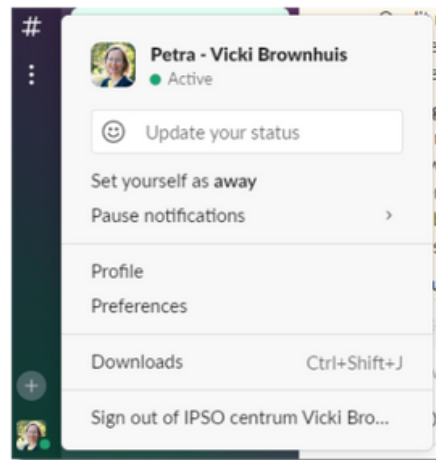 #
Petra - Vicki Brownhuis
Active
Update your status
Set yourself as away
Pause notifications
Profile
Preferences
Downloads Ctrl+Shift+J
Sign out of IPSO centrum Vicki Bro...